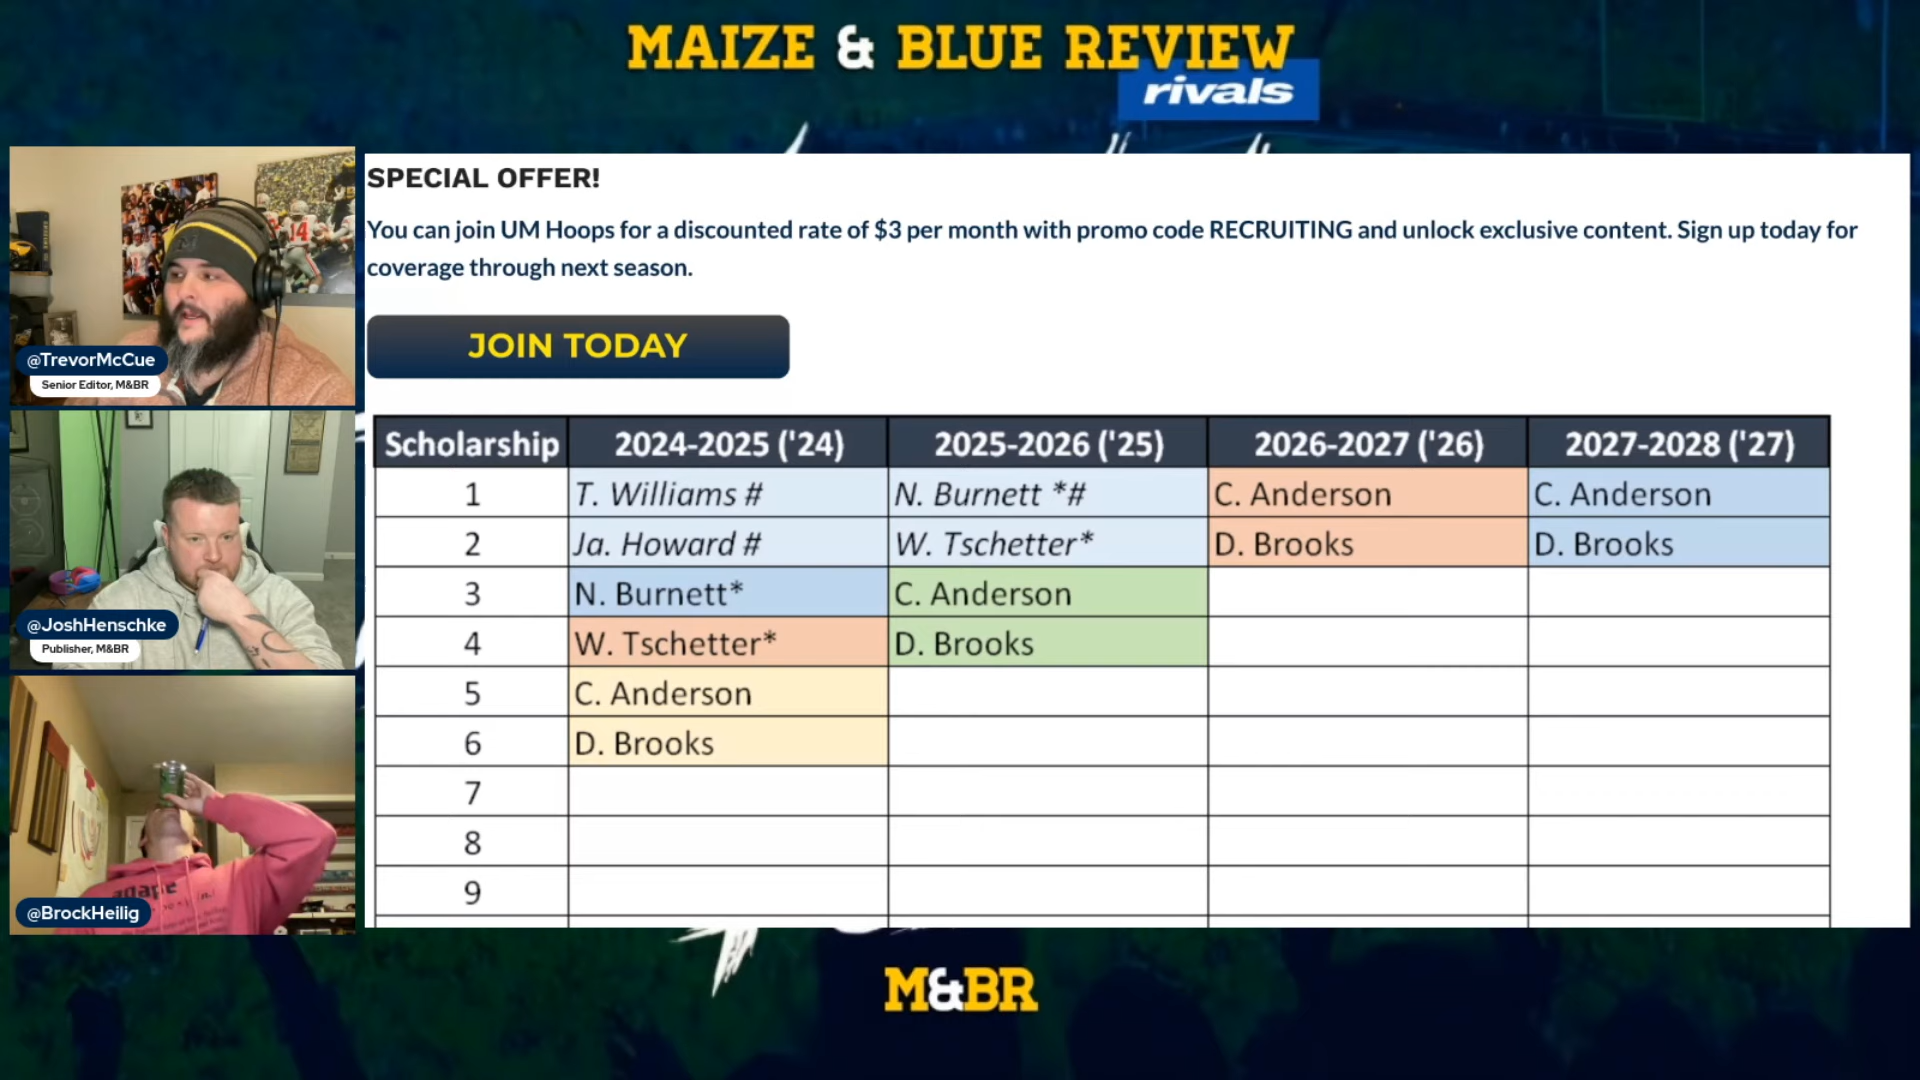 MAIZE & BLUE REVIEW
rivals
SPECIAL OFFER!
You can join UM Hoops for a discounted rate of $3 per month with promo code RECRUITING and unlock exclusive content. Sign up today for
coverage through next season.
JOIN TODAY
@TrevorMcCue
Senior Editor, M&BR
14
@JoshHenschke
Publisher, M&BR
@BrockHeilig
Scholarship 2024-2025 ('24) 2025-2026 ('25) 2026-2027 ('26) 2027-2028 ('27)
1 T. Williams # N. Burnett *# C. Anderson C. Anderson
2 Ja. Howard # W. Tschetter* D. Brooks D. Brooks
3 N. Burnett* C. Anderson
4 W. Tschetter* D. Brooks
5 C. Anderson
6 D. Brooks
7
8
9
M&BR